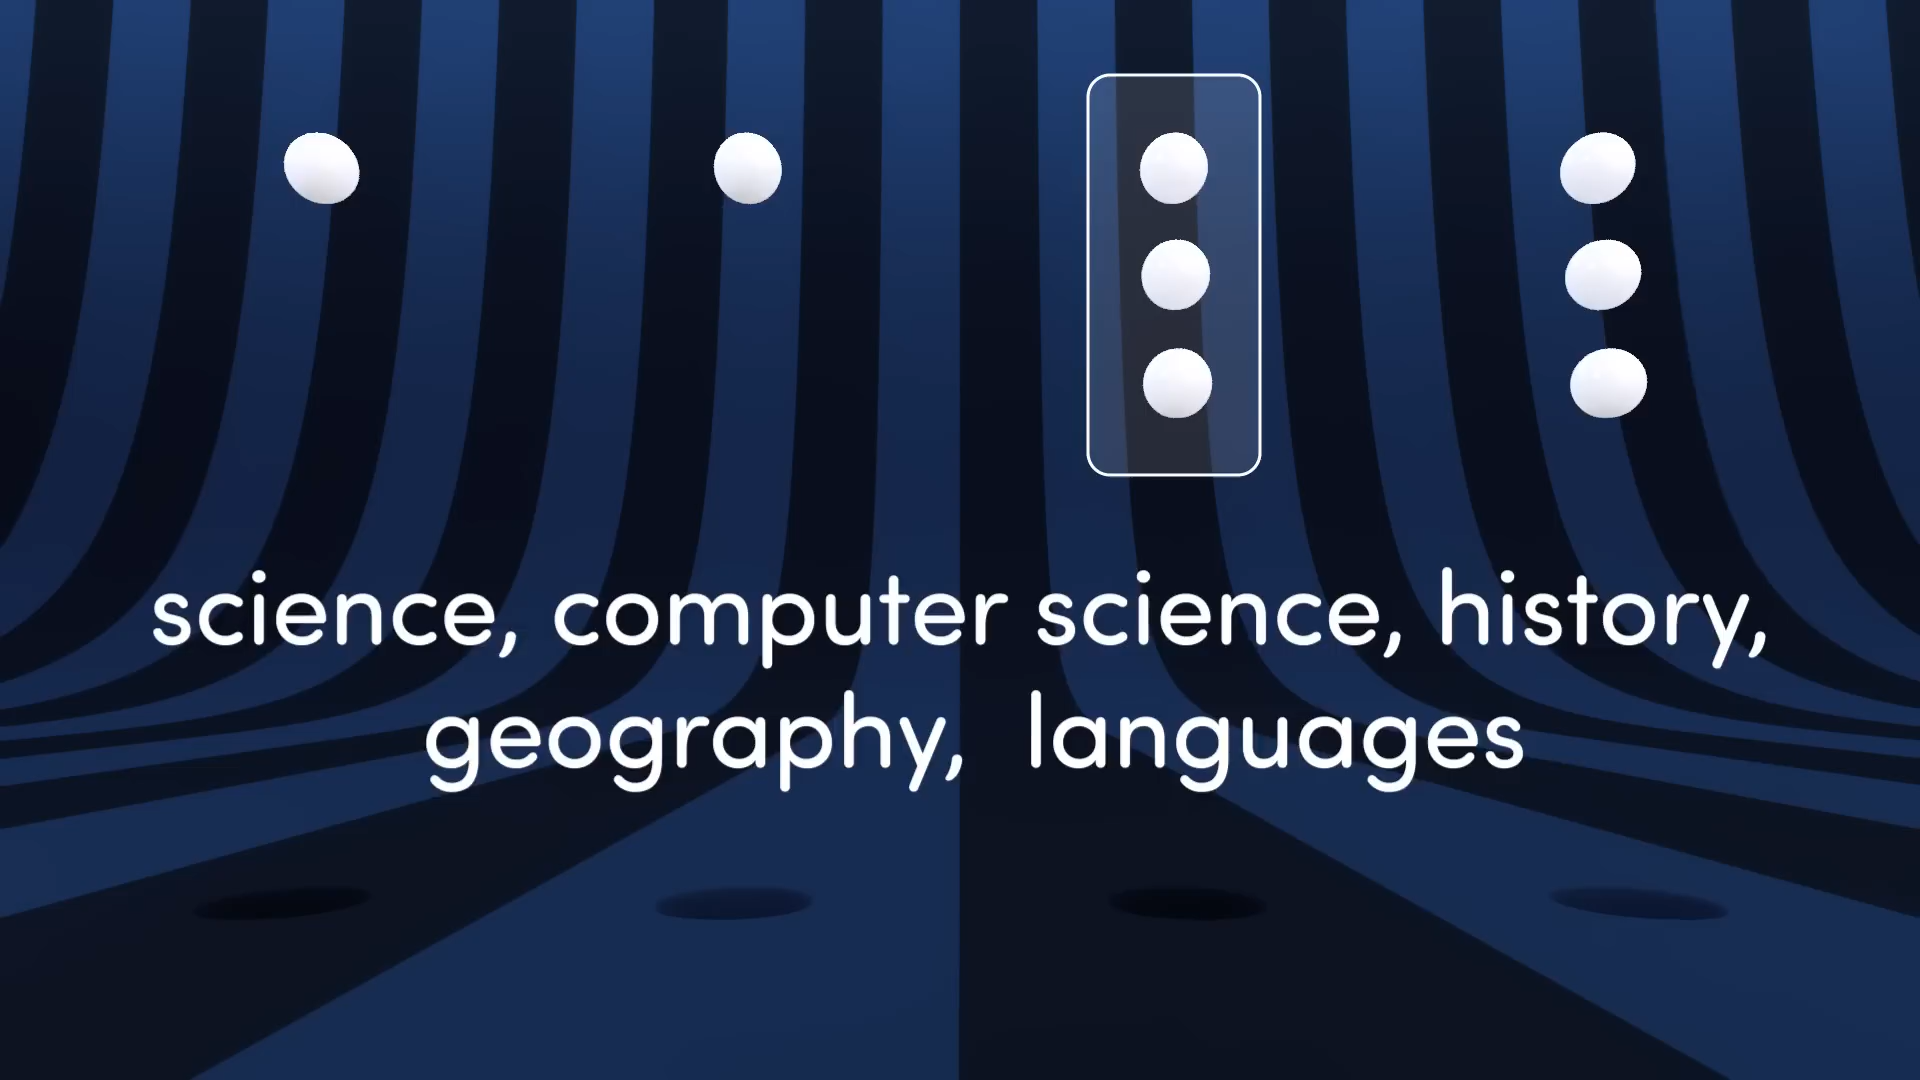 science, computer science, history,
geography, languages